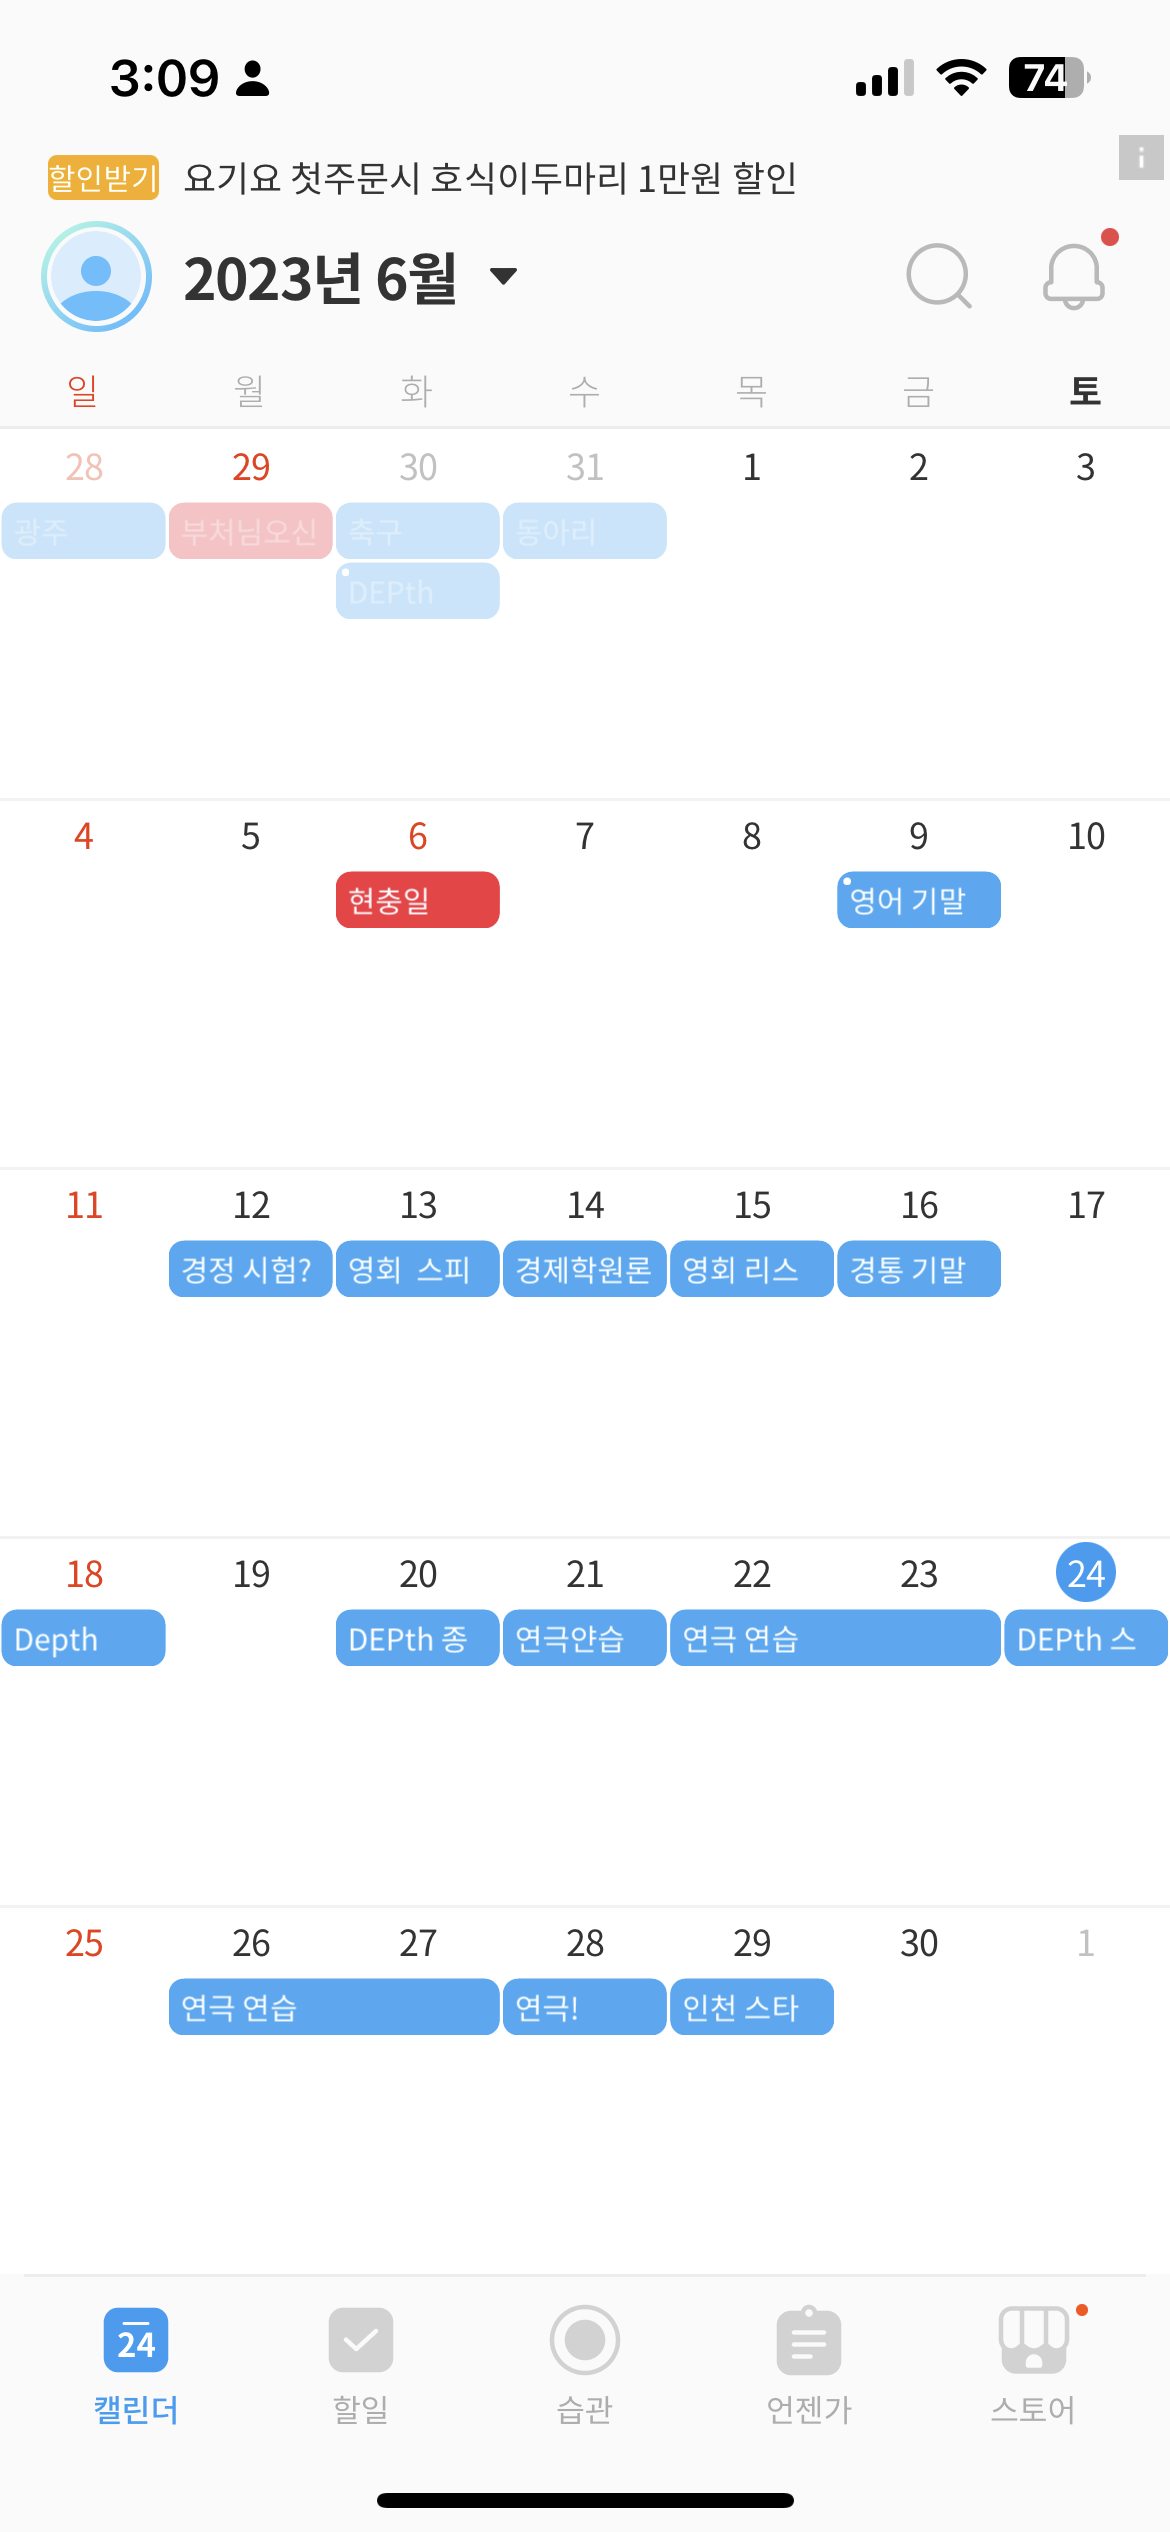 3:09
74
할인받기 요기요 첫주문시 호식이두마리 1만원 할인
2023년 6월
일 월 화 수 목 금 토
28 29 30 31 1 2 3
광주 부처님오신 축구 동아리
DEPth
4 5 6 7 8 9 10
현충일 영어 기말
11 12 13 14 15 16 17
경정 시험? 영회 스피 경제학원론 영회 리스 경통 기말
18 19 20 21 22 23 24
Depth DEPth 종 연극얀습 연극 연습 DEPth 스
25 26 27 28 29 30 1
연극 연습 연극! 인천 스타
24
캘린더 할일 습관 언젠가 스토어